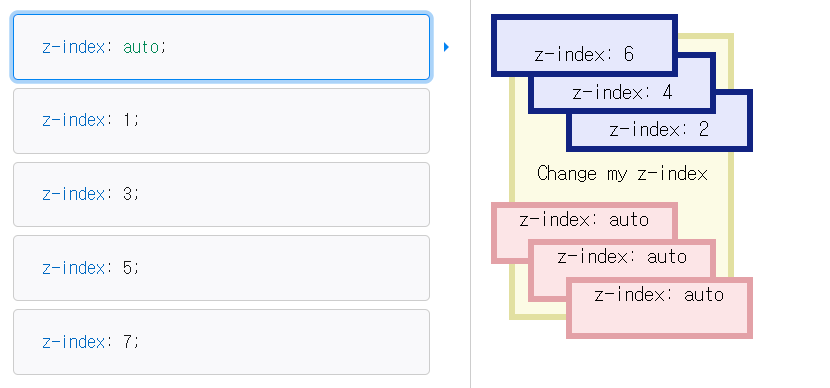 z-index: auto;
z-index: 1;
z-index: 3;
z-index: 5;
z-index: 7;
z-index: 6
z-index: 4
z-index: 2
Change my z-index
z-index: auto
z-index: auto
z-index: auto